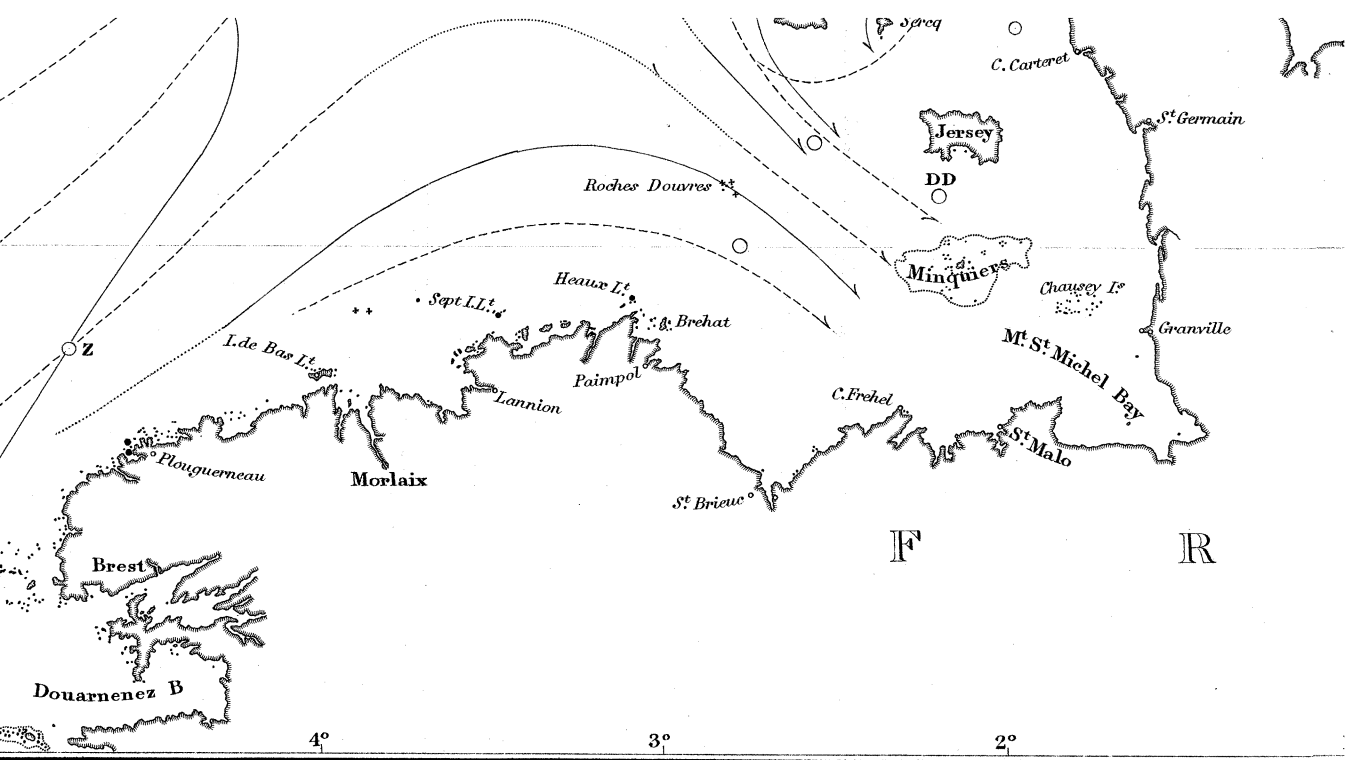 Sercq
C. Carteret
St. Germain
Jersey
DD
Roches Douvres
Minquiers
Heaux Lt.
Sept I. Lt.
Chausey Is
Brehat
Granville
Z
I. de Bas Lt.
Mt. St. Michel Bay
Paimpol
Lannion
C. Frehel
St. Malo
Plouguerneau
Morlaix
St. Brieuc
F R
Brest
Douarnenez B
4° 3° 2°